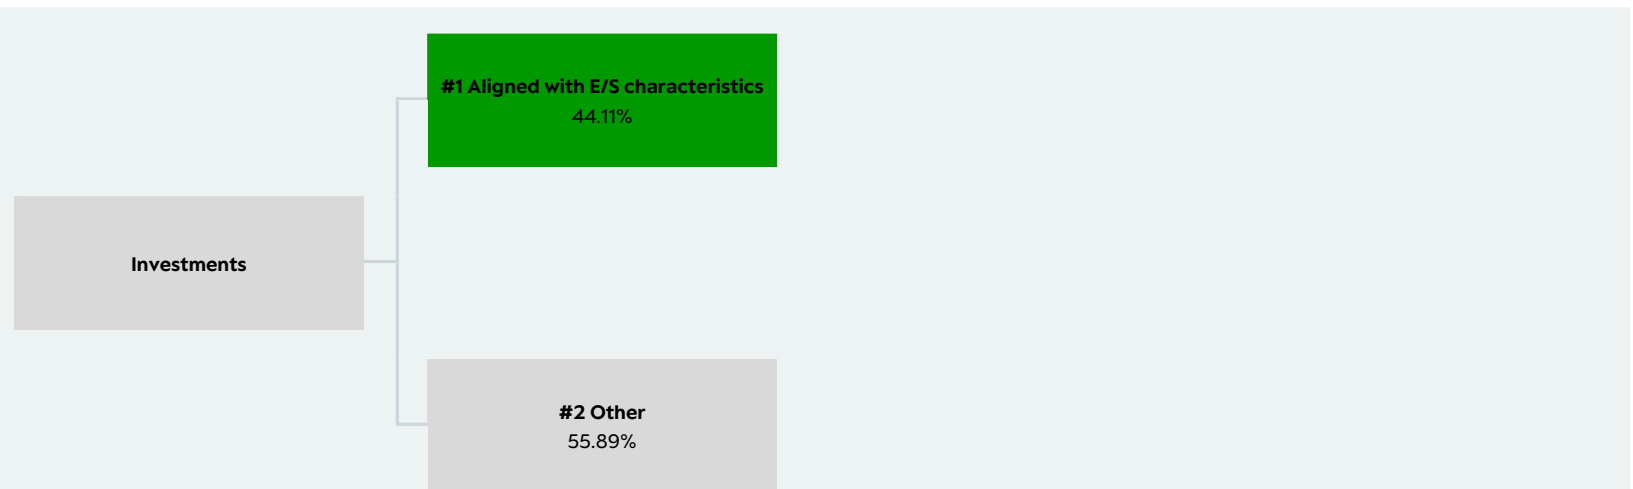 #1 Aligned with E/S characteristics
44.11%
Investments
#2 Other
55.89%